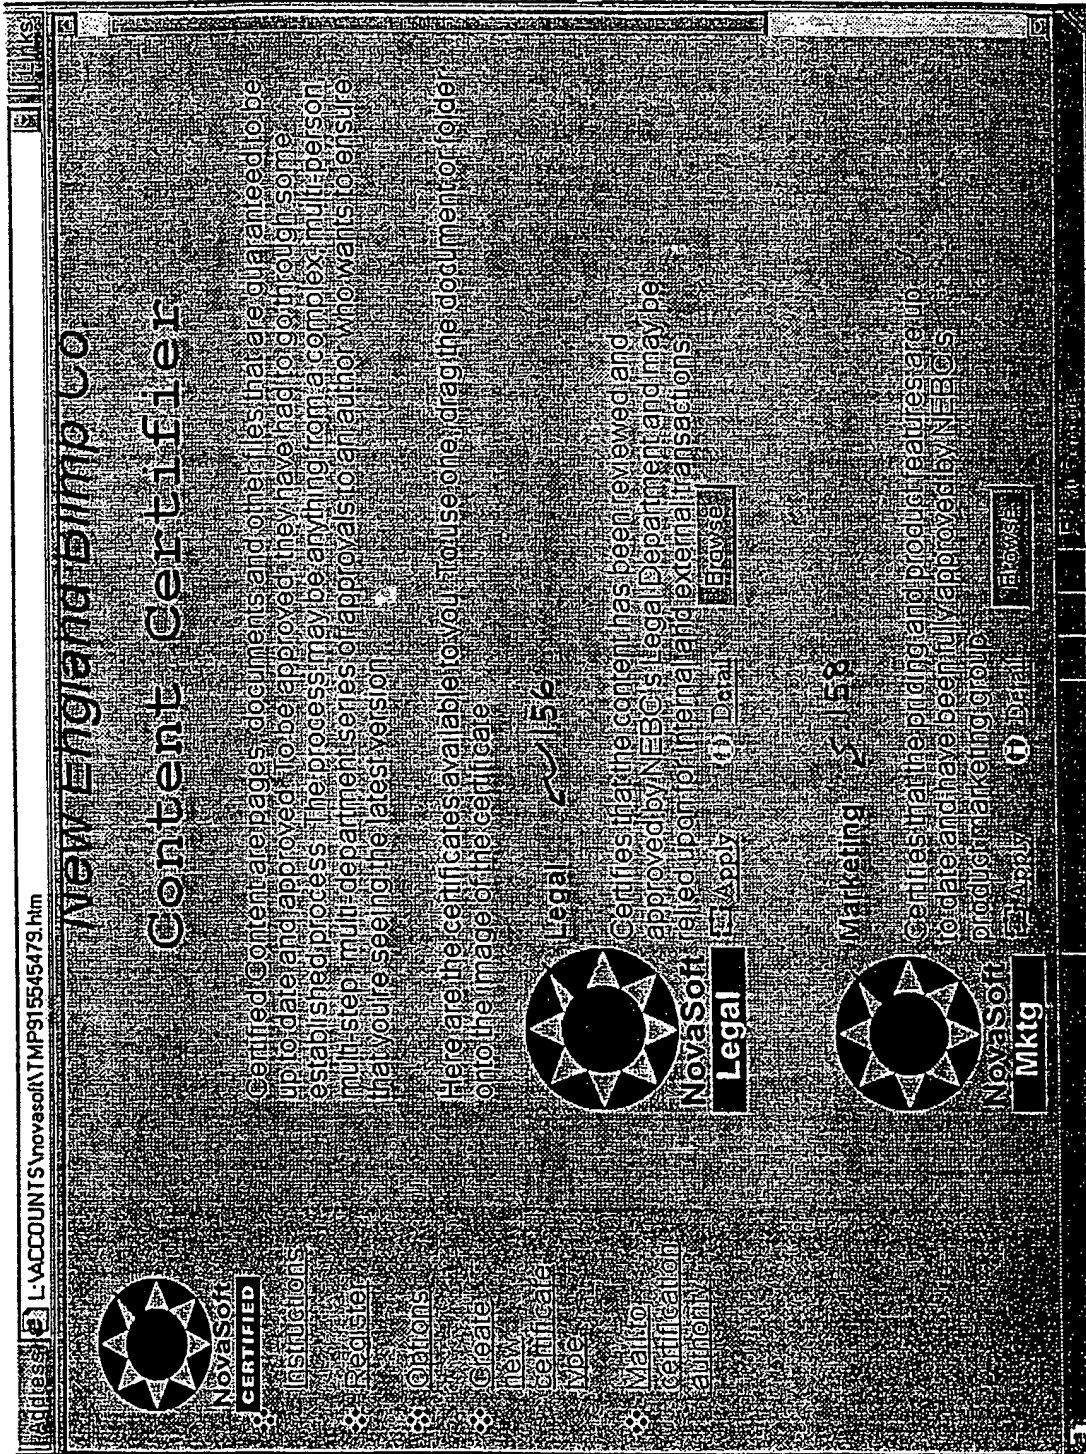 Address L:\ACCOUNTS\novasoft\TMP915545473.htm
Links
New England Blimp Co.
Content Certifier
NovaSoft
CERTIFIED
Instructions
Register
Options
Create
new
certificate
type
Mail to
certification
authority
Certified Content are pages, documents and other files that are guaranteed to be
up to date and approved. To be approved, they have had to go through some
established process. The process may be anything from a complex, multi-person
multi-step, multi-department series of approvals to an author who wants to ensure
that you're seeing the latest version.
Here are the certificates available to you. To use one, drag the document or folder
onto the image of the certificate.
Legal 156
Certifies that the content has been reviewed and
approved by NEBCO's Legal Department and may be
relied upon for internal and external transactions
Apply Detail Browse
NovaSoft
Legal
Marketing 158
Certifies that the pricing and product features are up
to date and have been fully approved by NEBCO's
product marketing group.
Apply Detail Browse
NovaSoft
Mktg